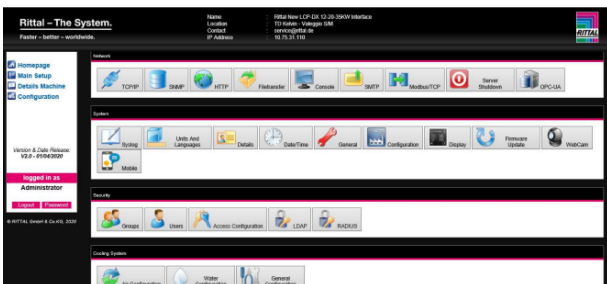 Rittal – The System.
Faster – better – worldwide.
Name : Rittal New LCP-DX 12-20-35KW Interface
Location : TD Kelvin - Valeggio S/M
Contact : service@rittal.de
IP Address : 10.75.31.110
RITTAL
Homepage
Main Setup
Details Machine
Configuration
Version & Date Release:
V2.0 - 01/04/2020
logged in as
Administrator
Logout Password
© RITTAL GmbH & Co.KG, 2020
Network
TCP/IP
SNMP
HTTP
Filetransfer
Console
SMTP
Modbus/TCP
Server
Shutdown
OPC-UA
System
Syslog
Units And
Languages
Details
Date/Time
General
Configuration
Display
Firmware
Update
WebCam
Mobile
Security
Groups
Users
Access Configuration
LDAP
RADIUS
Cooling System
Air Configuration
Water
Configuration
General
Configuration